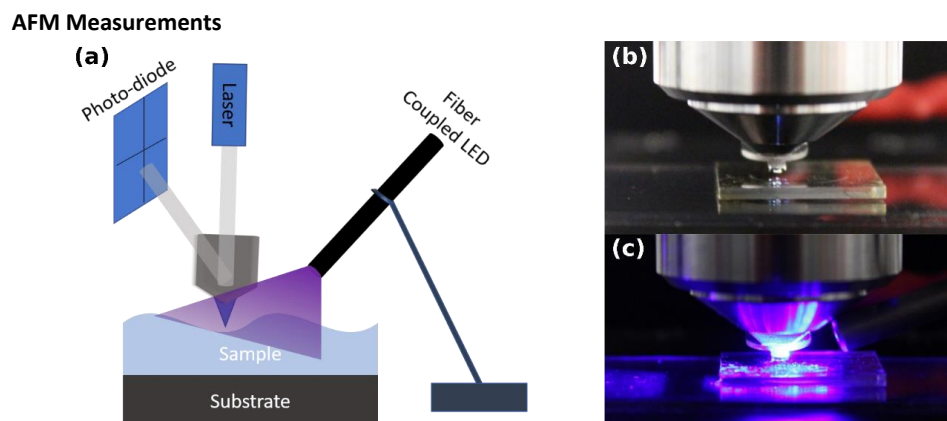 AFM Measurements
(a)
Photo-diode
Laser
Fiber
Coupled LED
Sample
Substrate
(b)
(c)